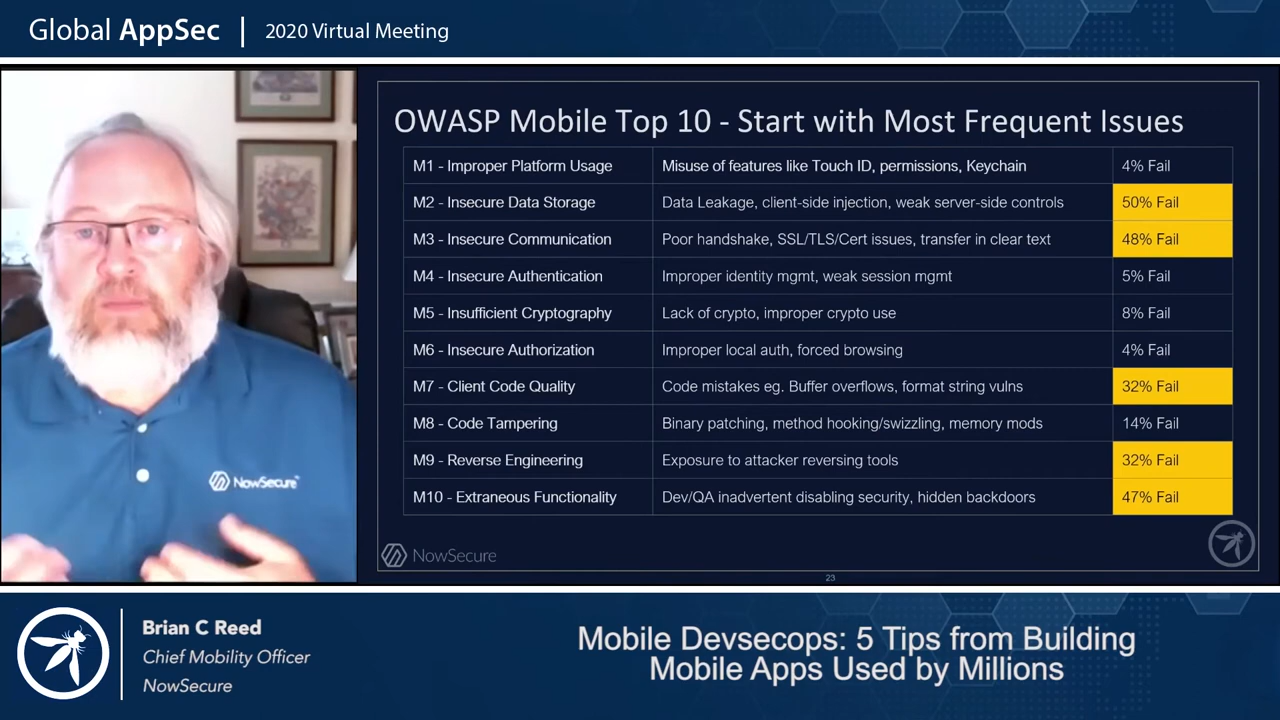 Global AppSec | 2020 Virtual Meeting
OWASP Mobile Top 10 - Start with Most Frequent Issues
M1 - Improper Platform Usage Misuse of features like Touch ID, permissions, Keychain 4% Fail
M2 - Insecure Data Storage Data Leakage, client-side injection, weak server-side controls 50% Fail
M3 - Insecure Communication Poor handshake, SSL/TLS/Cert issues, transfer in clear text 48% Fail
M4 - Insecure Authentication Improper identity mgmt, weak session mgmt 5% Fail
M5 - Insufficient Cryptography Lack of crypto, improper crypto use 8% Fail
M6 - Insecure Authorization Improper local auth, forced browsing 4% Fail
M7 - Client Code Quality Code mistakes eg. Buffer overflows, format string vulns 32% Fail
M8 - Code Tampering Binary patching, method hooking/swizzling, memory mods 14% Fail
M9 - Reverse Engineering Exposure to attacker reversing tools 32% Fail
M10 - Extraneous Functionality Dev/QA inadvertent disabling security, hidden backdoors 47% Fail
NowSecure
NowSecure
23
Brian C Reed
Chief Mobility Officer
NowSecure
Mobile Devsecops: 5 Tips from Building
Mobile Apps Used by Millions